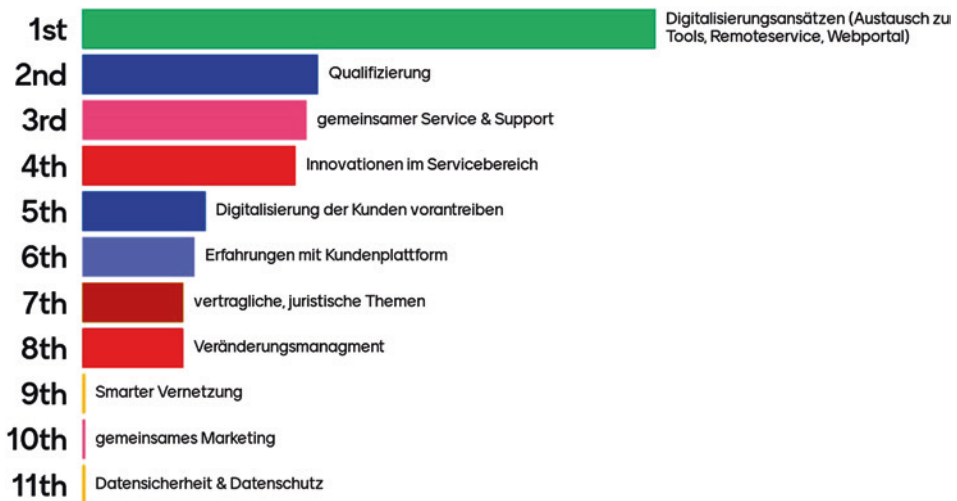 1st Digitalisierungsansätzen (Austausch zu
Tools, Remoteservice, Webportal)
2nd Qualifizierung
3rd gemeinsamer Service & Support
4th Innovationen im Servicebereich
5th Digitalisierung der Kunden vorantreiben
6th Erfahrungen mit Kundenplattform
7th vertragliche, juristische Themen
8th Veränderungsmanagment
9th Smarter Vernetzung
10th gemeinsames Marketing
11th Datensicherheit & Datenschutz